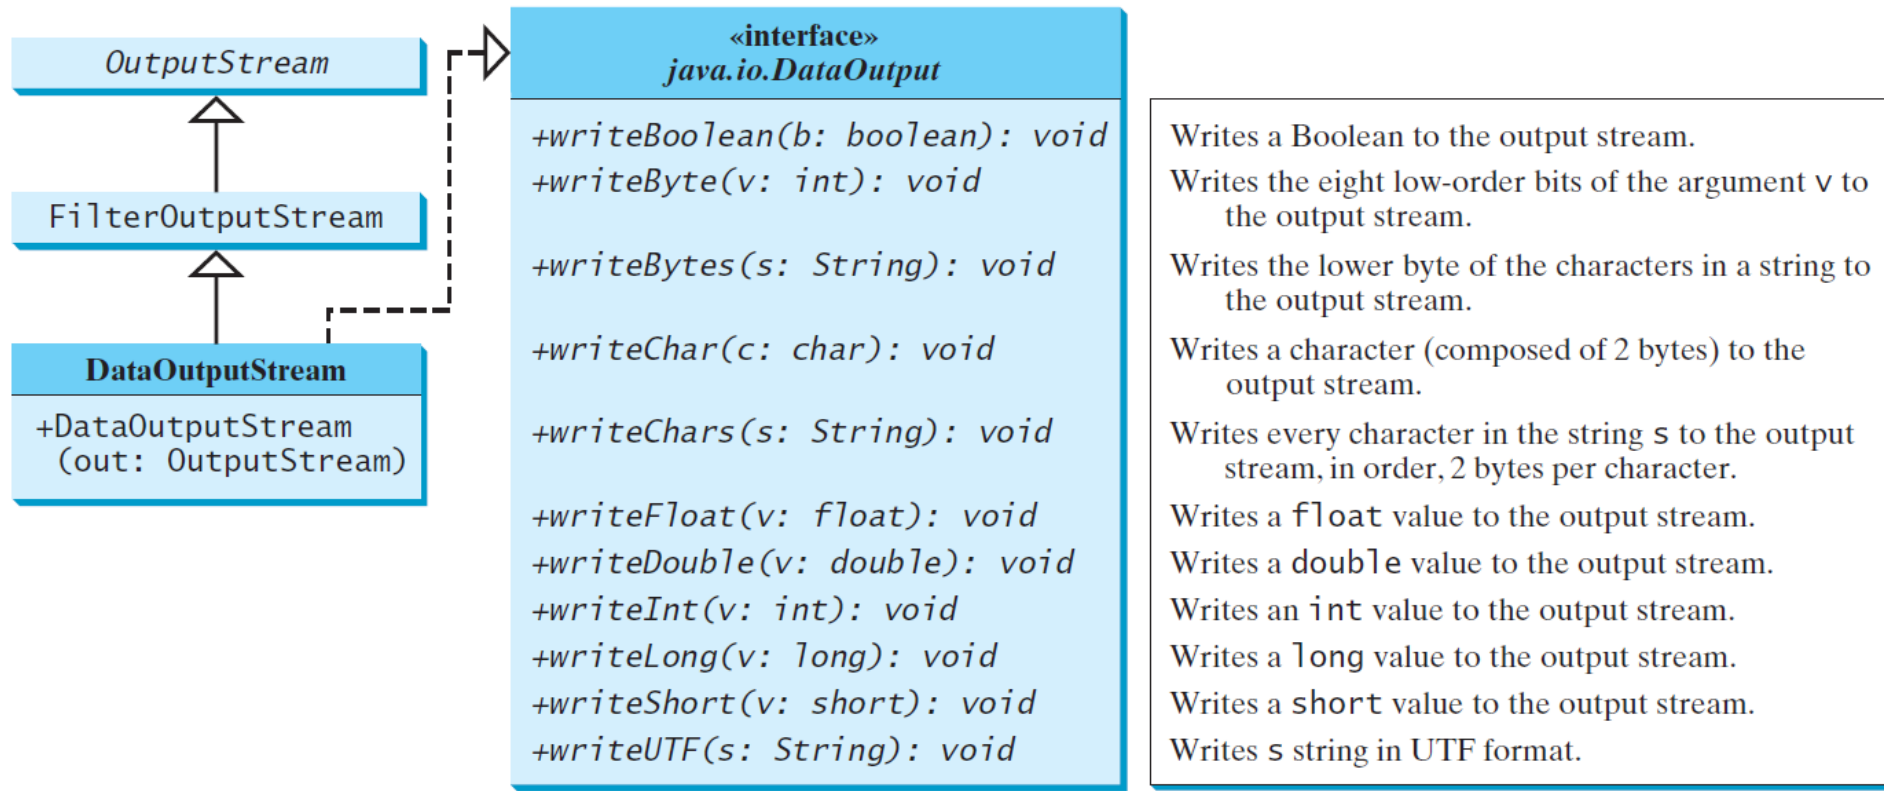 OutputStream
FilterOutputStream
DataOutputStream
+DataOutputStream
(out: OutputStream)
«interface»
java.io.DataOutput
+writeBoolean(b: boolean): void
+writeByte(v: int): void
+writeBytes(s: String): void
+writeChar(c: char): void
+writeChars(s: String): void
+writeFloat(v: float): void
+writeDouble(v: double): void
+writeInt(v: int): void
+writeLong(v: long): void
+writeShort(v: short): void
+writeUTF(s: String): void
Writes a Boolean to the output stream.
Writes the eight low-order bits of the argument v to
the output stream.
Writes the lower byte of the characters in a string to
the output stream.
Writes a character (composed of 2 bytes) to the
output stream.
Writes every character in the string s to the output
stream, in order, 2 bytes per character.
Writes a float value to the output stream.
Writes a double value to the output stream.
Writes an int value to the output stream.
Writes a long value to the output stream.
Writes a short value to the output stream.
Writes s string in UTF format.